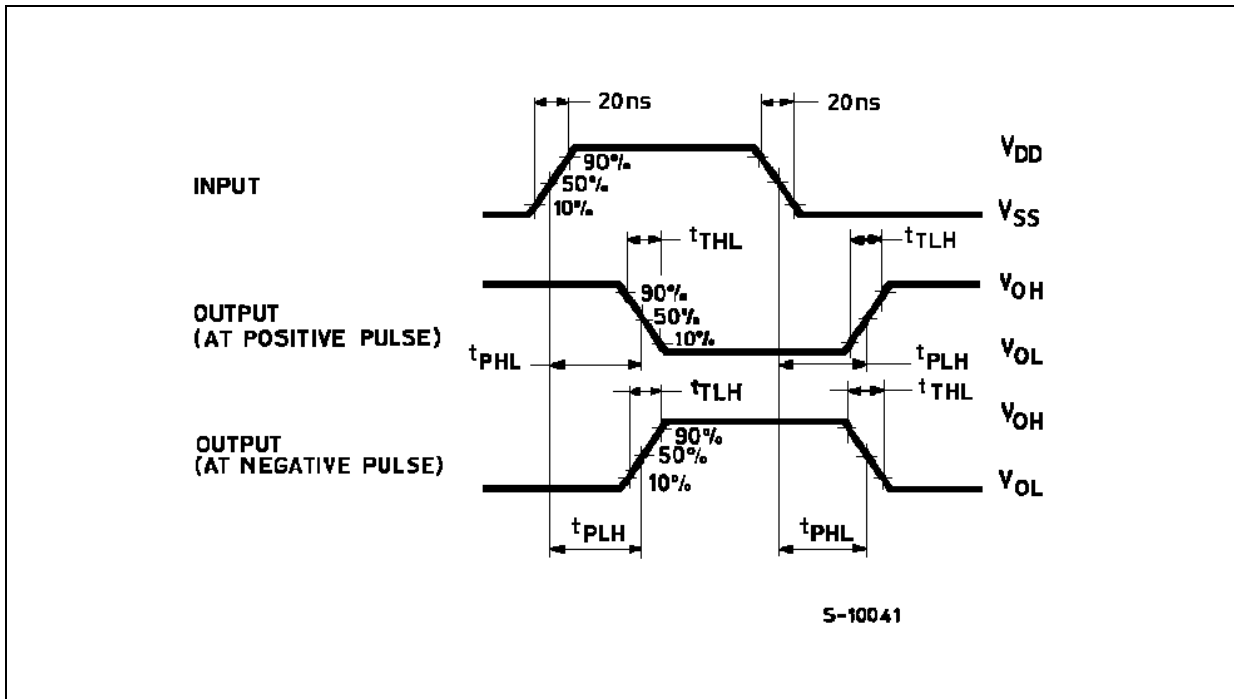 20ns
20ns
INPUT
90%
50%
10%
VDD
VSS
tTHL
tTLH
OUTPUT
(AT POSITIVE PULSE)
90%
50%
10%
VOH
VOL
tPHL
tPLH
tTLH
tTHL
OUTPUT
(AT NEGATIVE PULSE)
90%
50%
10%
VOH
VOL
tPLH
tPHL
S-10041